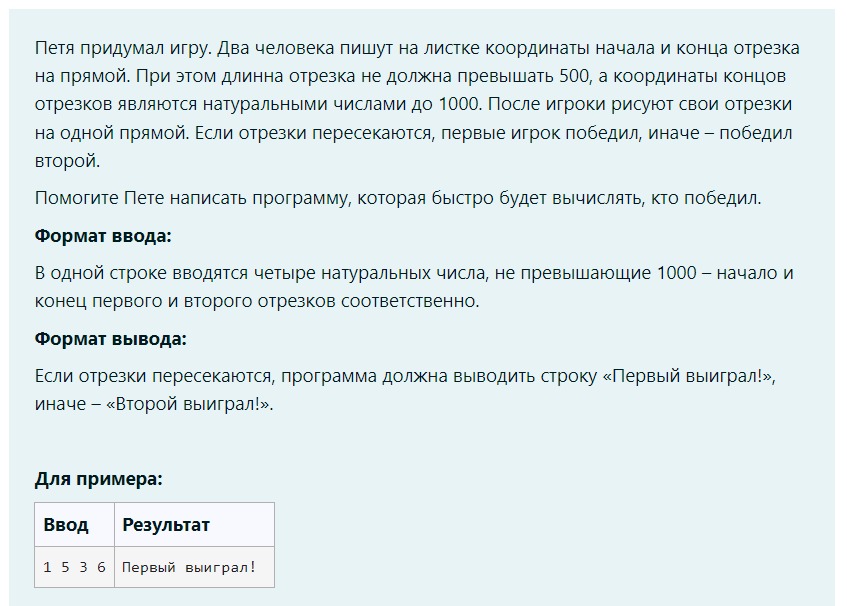 Петя придумал игру. Два человека пишут на листке координаты начала и конца отрезка
на прямой. При этом длинна отрезка не должна превышать 500, а координаты концов
отрезков являются натуральными числами до 1000. После игроки рисуют свои отрезки
на одной прямой. Если отрезки пересекаются, первые игрок победил, иначе – победил
второй.
Помогите Пете написать программу, которая быстро будет вычислять, кто победил.
Формат ввода:
В одной строке вводятся четыре натуральных числа, не превышающие 1000 – начало и
конец первого и второго отрезков соответственно.
Формат вывода:
Если отрезки пересекаются, программа должна выводить строку «Первый выиграл!»,
иначе – «Второй выиграл!».
Для примера:
Ввод Результат
1 5 3 6 Первый выиграл!